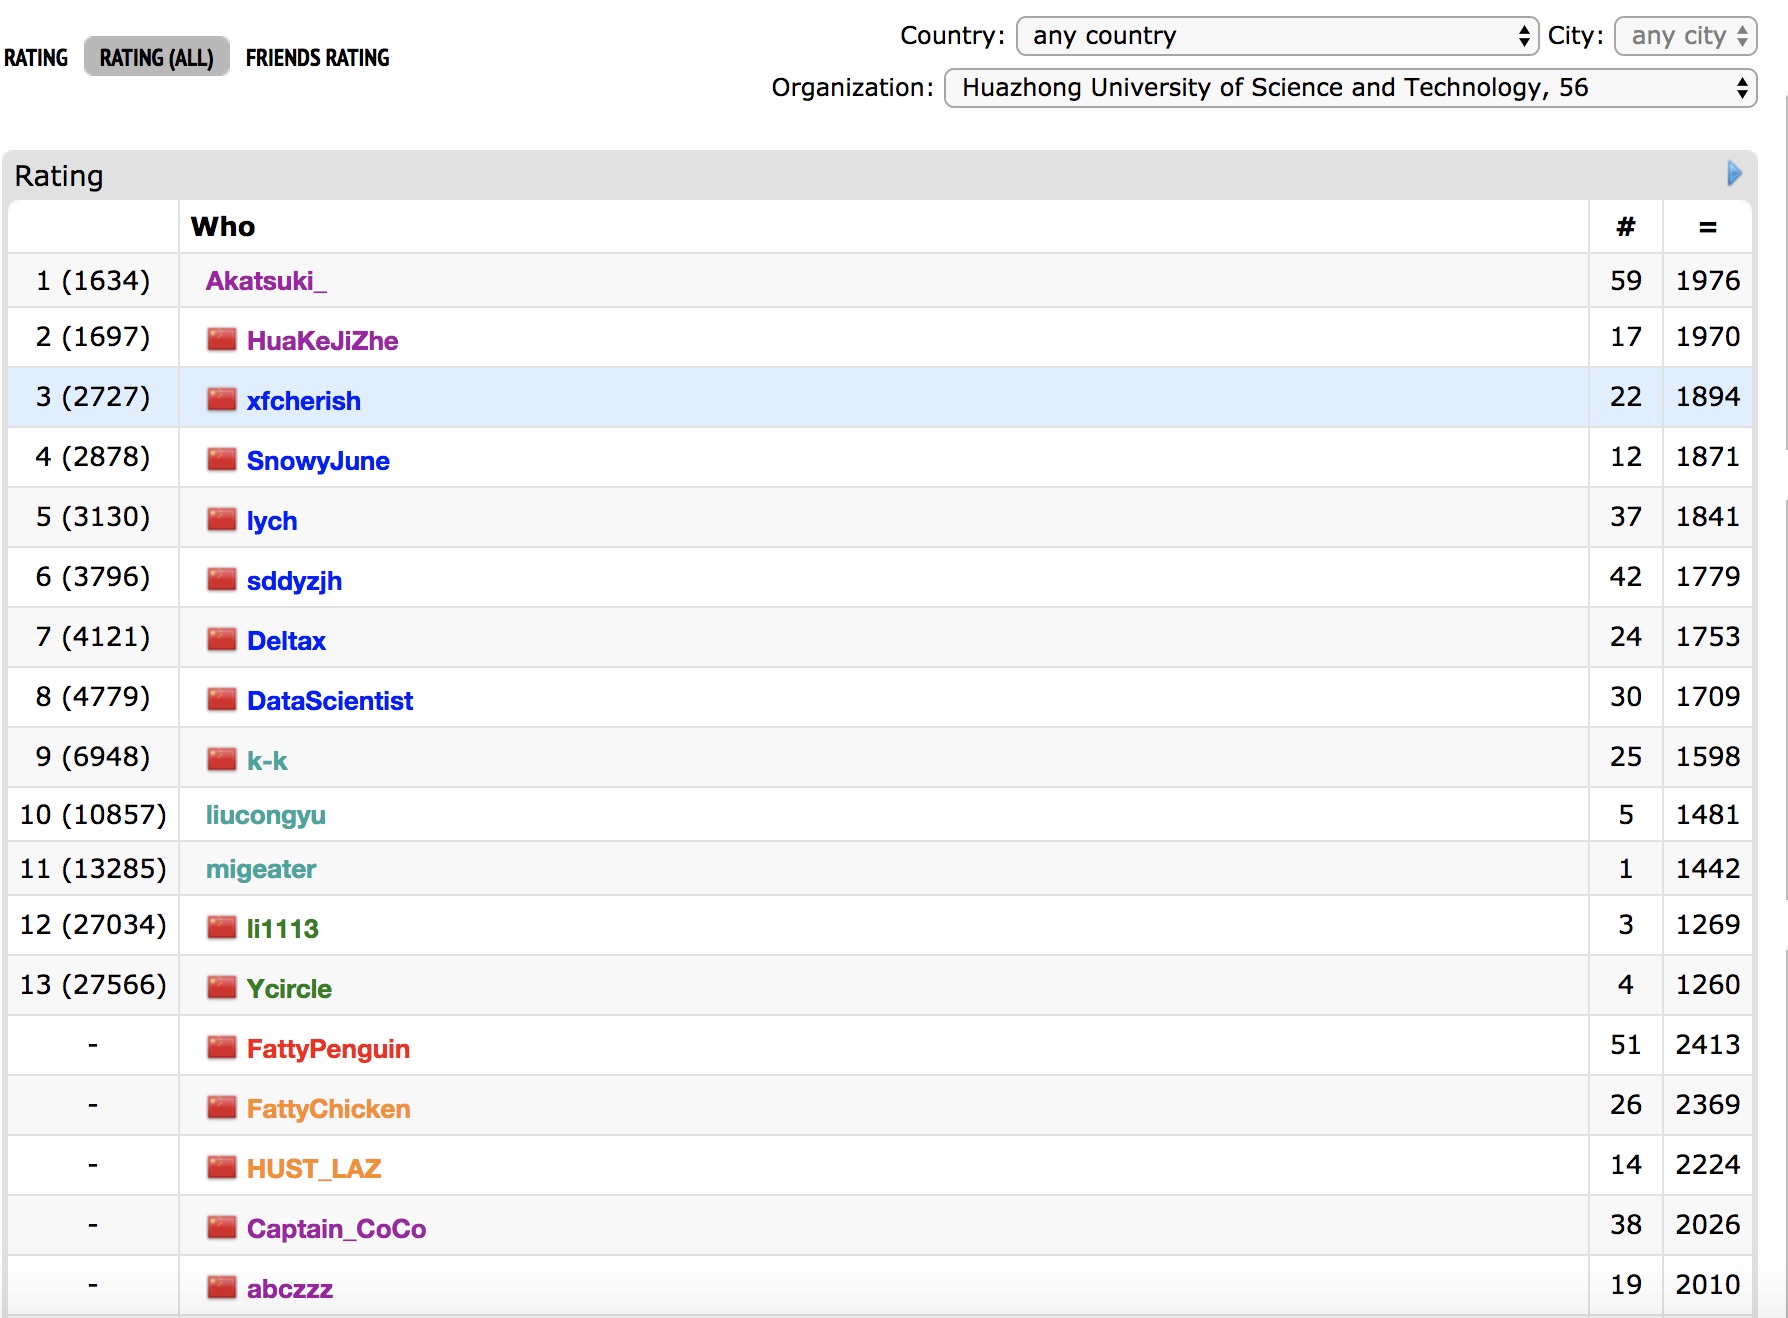 Country: any country City: any city
RATING RATING (ALL) FRIENDS RATING
Organization: Huazhong University of Science and Technology, 56
Rating
Who # =
1 (1634) Akatsuki_ 59 1976
2 (1697) HuaKeJiZhe 17 1970
3 (2727) xfcherish 22 1894
4 (2878) SnowyJune 12 1871
5 (3130) lych 37 1841
6 (3796) sddyzjh 42 1779
7 (4121) Deltax 24 1753
8 (4779) DataScientist 30 1709
9 (6948) k-k 25 1598
10 (10857) liucongyu 5 1481
11 (13285) migeater 1 1442
12 (27034) li1113 3 1269
13 (27566) Ycircle 4 1260
- FattyPenguin 51 2413
- FattyChicken 26 2369
- HUST_LAZ 14 2224
- Captain_CoCo 38 2026
- abczzz 19 2010